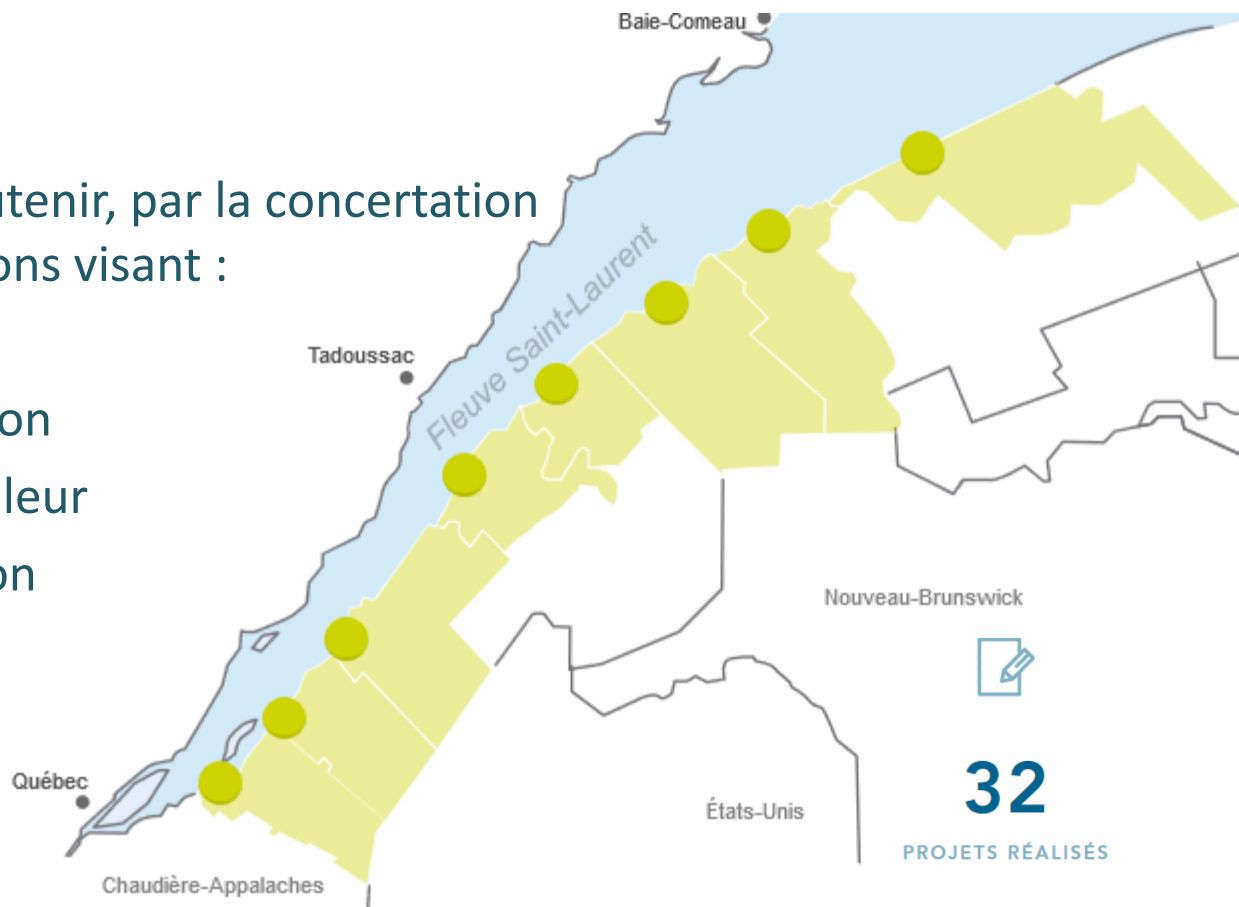 Baie-Comeau
utenir, par la concertation
ons visant :
Fleuve Saint-Laurent
Tadoussac
on
leur
on
Nouveau-Brunswick
32
Québec
États-Unis
PROJETS RÉALISÉS
Chaudière-Appalaches